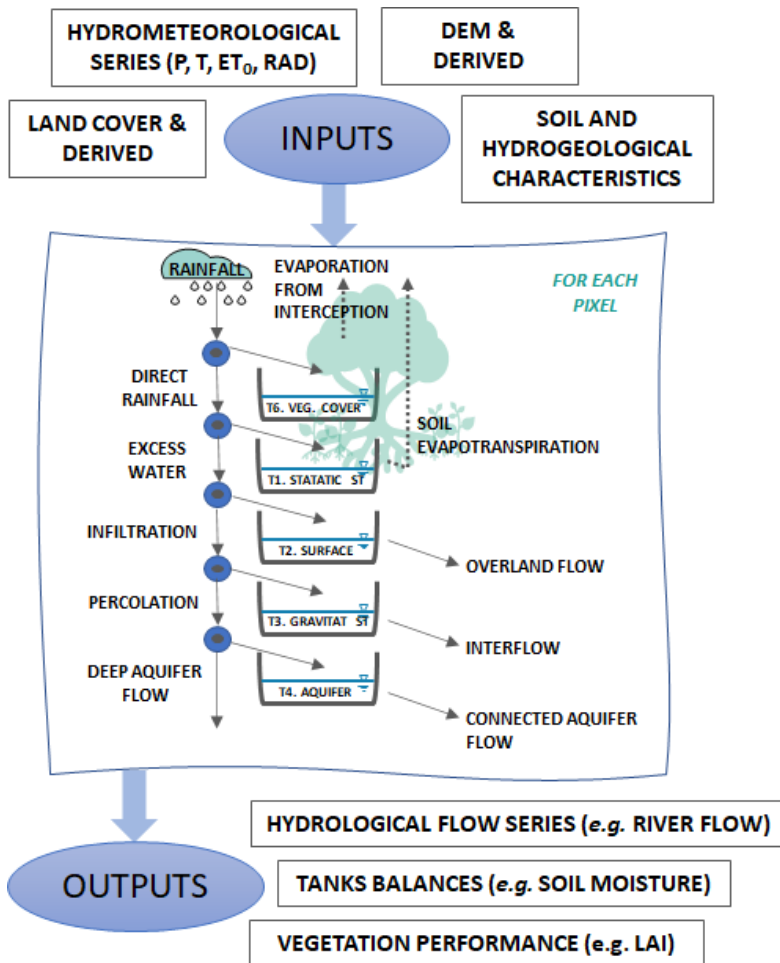 HYDROMETEOROLOGICAL
SERIES (P, T, ET₀, RAD)
DEM &
DERIVED
LAND COVER &
DERIVED
INPUTS
SOIL AND
HYDROGEOLOGICAL
CHARACTERISTICS
RAINFALL
EVAPORATION
FROM
INTERCEPTION
FOR EACH
PIXEL
DIRECT
RAINFALL
T6. VEG. COVER
SOIL
EVAPOTRANSPIRATION
EXCESS
WATER
T1. STATATIC ST
INFILTRATION
T2. SURFACE
OVERLAND FLOW
PERCOLATION
T3. GRAVITAT ST
INTERFLOW
DEEP AQUIFER
FLOW
T4. AQUIFER
CONNECTED AQUIFER
FLOW
HYDROLOGICAL FLOW SERIES (e.g. RIVER FLOW)
OUTPUTS
TANKS BALANCES (e.g. SOIL MOISTURE)
VEGETATION PERFORMANCE (e.g. LAI)